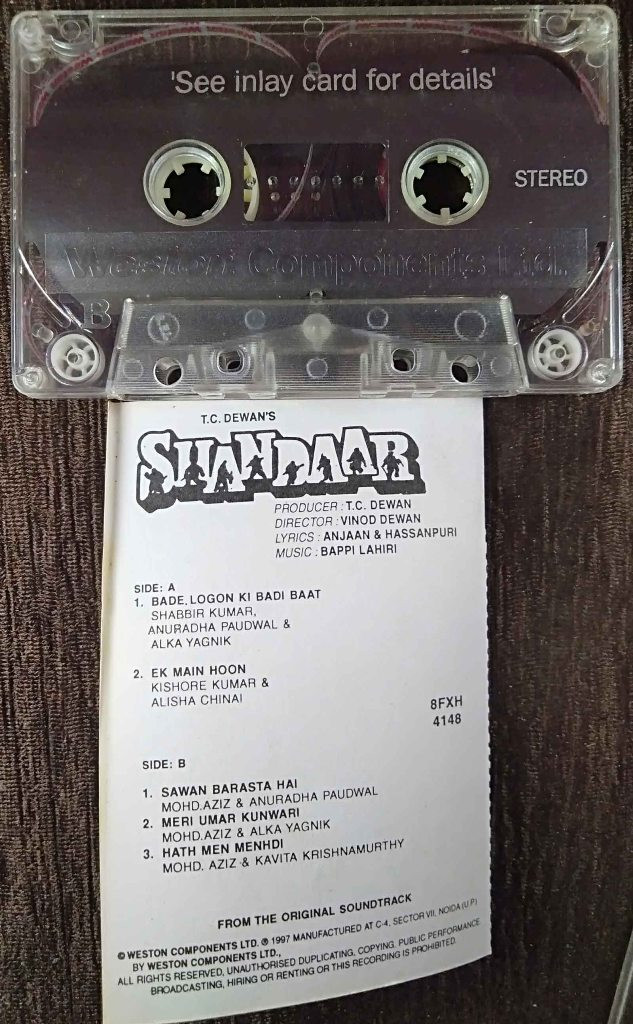 'See inlay card for details'
STEREO
Weston Components Ltd.
B
T.C. DEWAN'S
SHANDAAR
PRODUCER : T.C. DEWAN
DIRECTOR : VINOD DEWAN
LYRICS : ANJAAN & HASSANPURI
MUSIC : BAPPI LAHIRI
SIDE: A
1. BADE, LOGON KI BADI BAAT
SHABBIR KUMAR,
ANURADHA PAUDWAL &
ALKA YAGNIK
2. EK MAIN HOON
KISHORE KUMAR &
ALISHA CHINAI
8FXH
4148
SIDE: B
1. SAWAN BARASTA HAI
MOHD.AZIZ & ANURADHA PAUDWAL
2. MERI UMAR KUNWARI
MOHD.AZIZ & ALKA YAGNIK
3. HATH MEN MENHDI
MOHD. AZIZ & KAVITA KRISHNAMURTHY
FROM THE ORIGINAL SOUNDTRACK
© WESTON COMPONENTS LTD. ℗ 1997 MANUFACTURED AT C-4, SECTOR VII, NOIDA (U P)
BY WESTON COMPONENTS LTD.,
ALL RIGHTS RESERVED, UNAUTHORISED DUPLICATING, COPYING, PUBLIC PERFORMANCE
BROADCASTING, HIRING OR RENTING OR THIS RECORDING IS PROHIBITED.